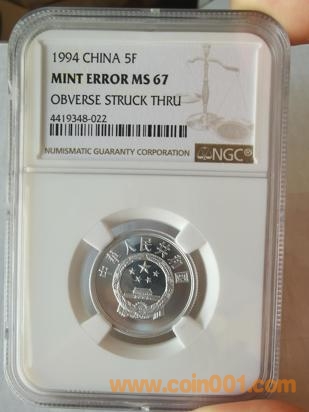 1994 CHINA 5F
MINT ERROR MS 67
OBVERSE STRUCK THRU
4419348-022
NUMISMATIC GUARANTY CORPORATION
NGC®
中华人民共和国
www.coin001.com